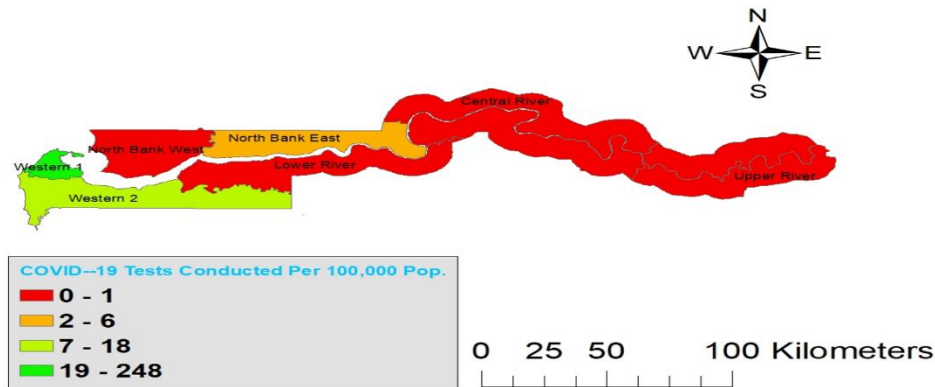 N
W E
S
Central River
North Bank East
North Bank West
Western 1
Lower River
Upper River
Western 2
COVID--19 Tests Conducted Per 100,000 Pop.
0 - 1
2 - 6
7 - 18
19 - 248
0 25 50 100 Kilometers